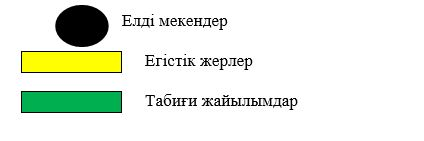 Елді мекендер
Егістік жерлер
Табиғи жайылымдар